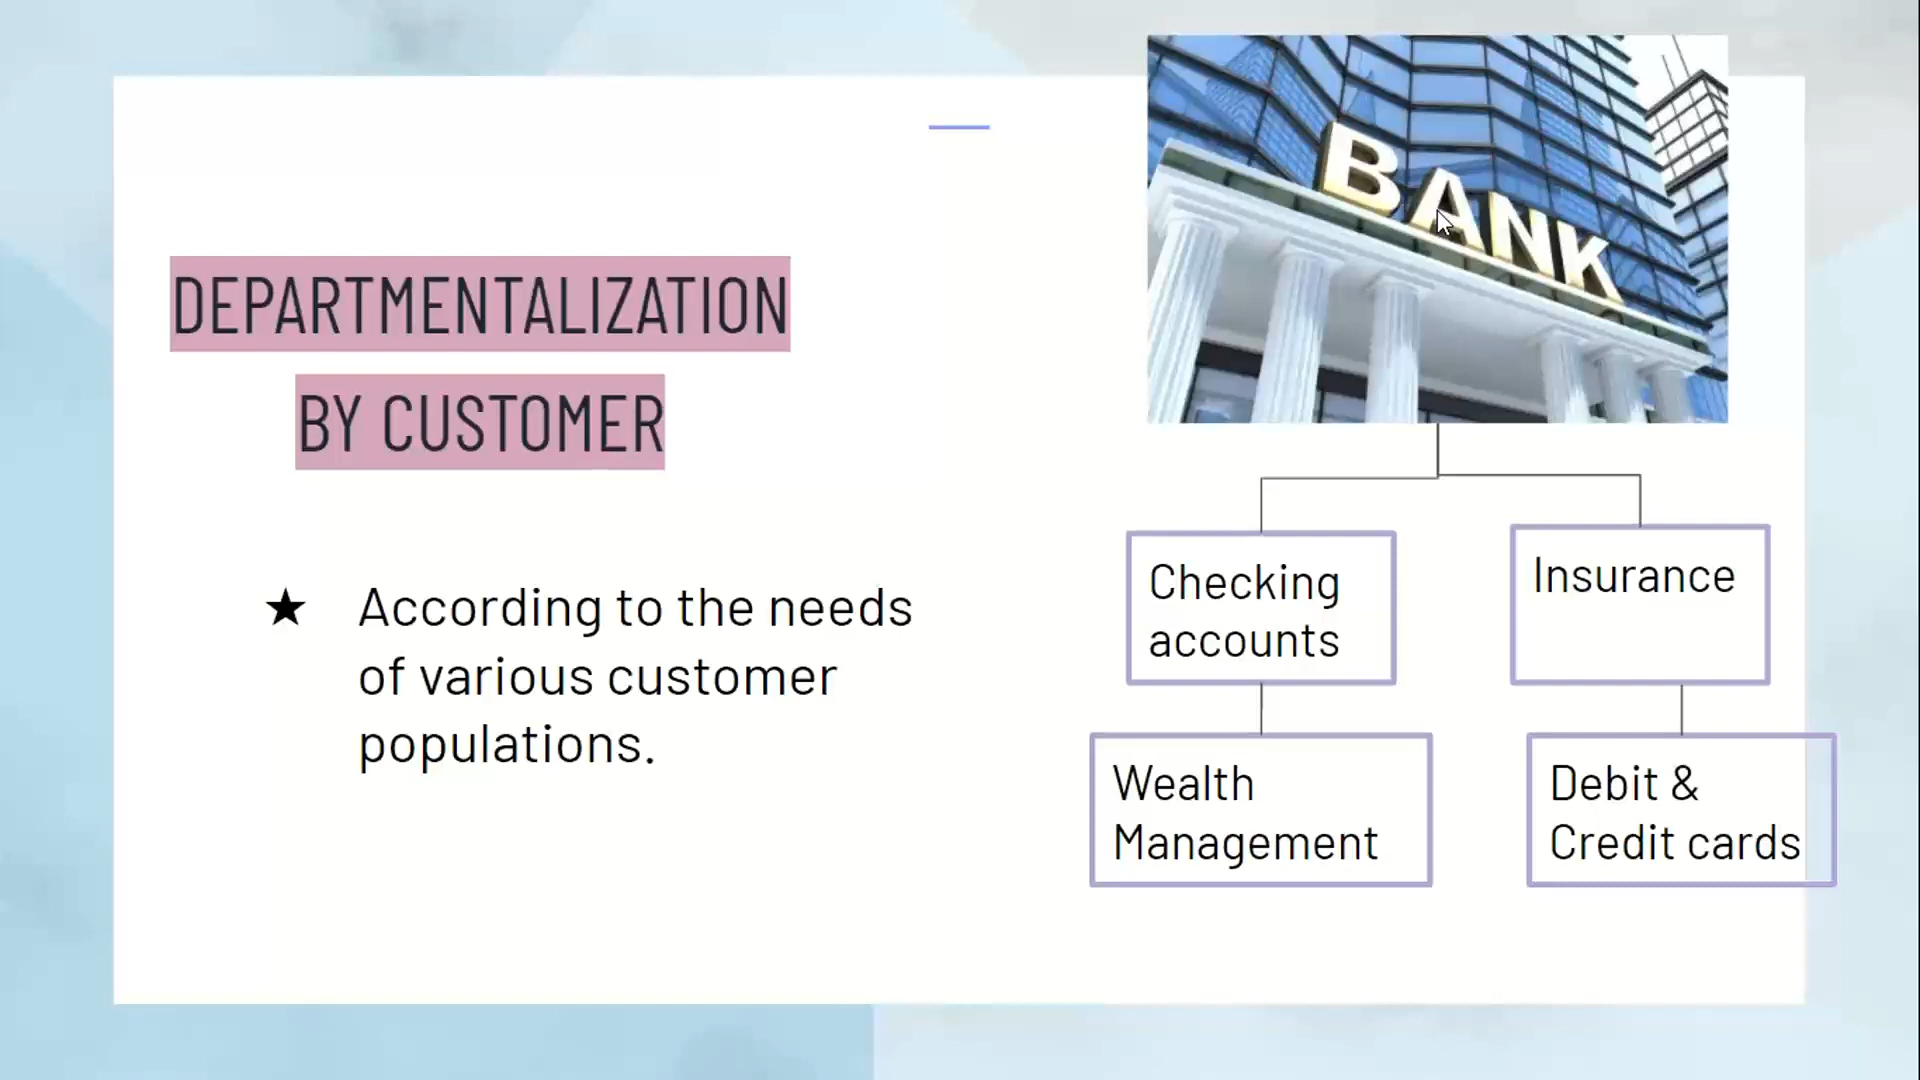 DEPARTMENTALIZATION
BY CUSTOMER
★ According to the needs
of various customer
populations.
BANK
Checking
accounts
Insurance
Wealth
Management
Debit &
Credit cards